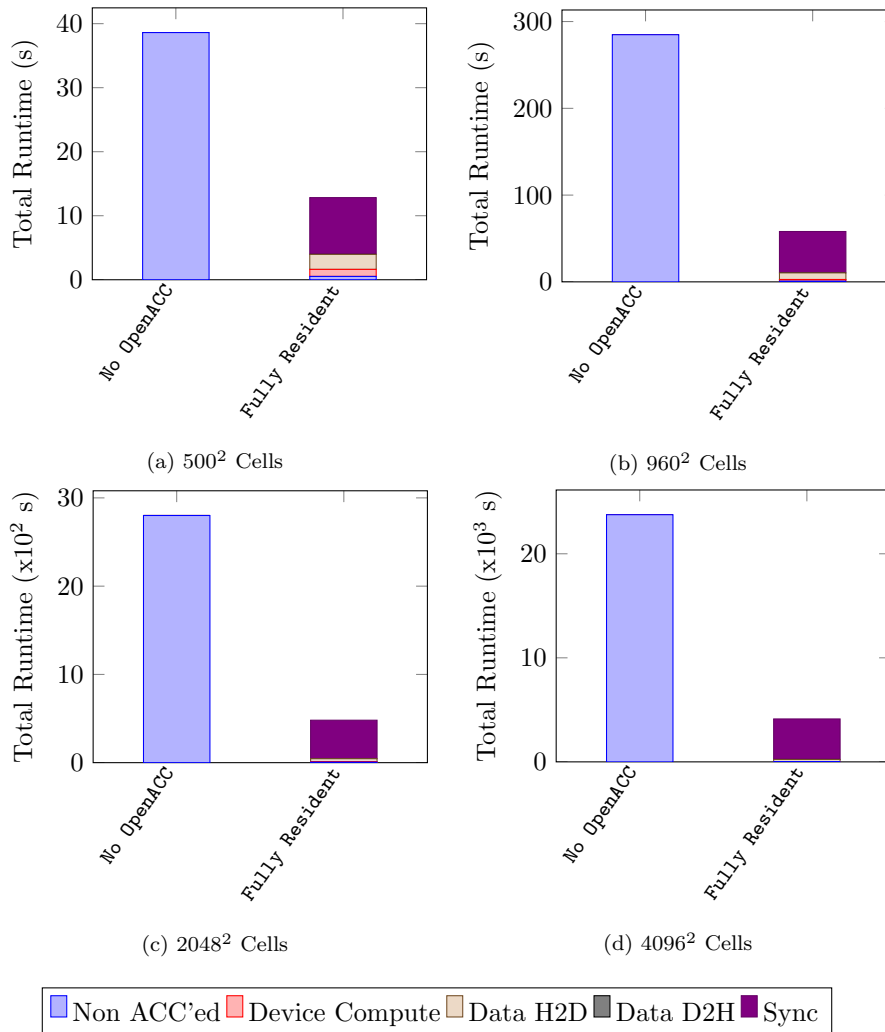 Total Runtime (s)
40
30
20
10
0
No OpenACC
Fully Resident
(a) 500² Cells
Total Runtime (s)
300
200
100
0
No OpenACC
Fully Resident
(b) 960² Cells
Total Runtime (x10² s)
30
20
10
0
No OpenACC
Fully Resident
(c) 2048² Cells
Total Runtime (x10³ s)
20
10
0
No OpenACC
Fully Resident
(d) 4096² Cells
Non ACC'ed Device Compute Data H2D Data D2H Sync